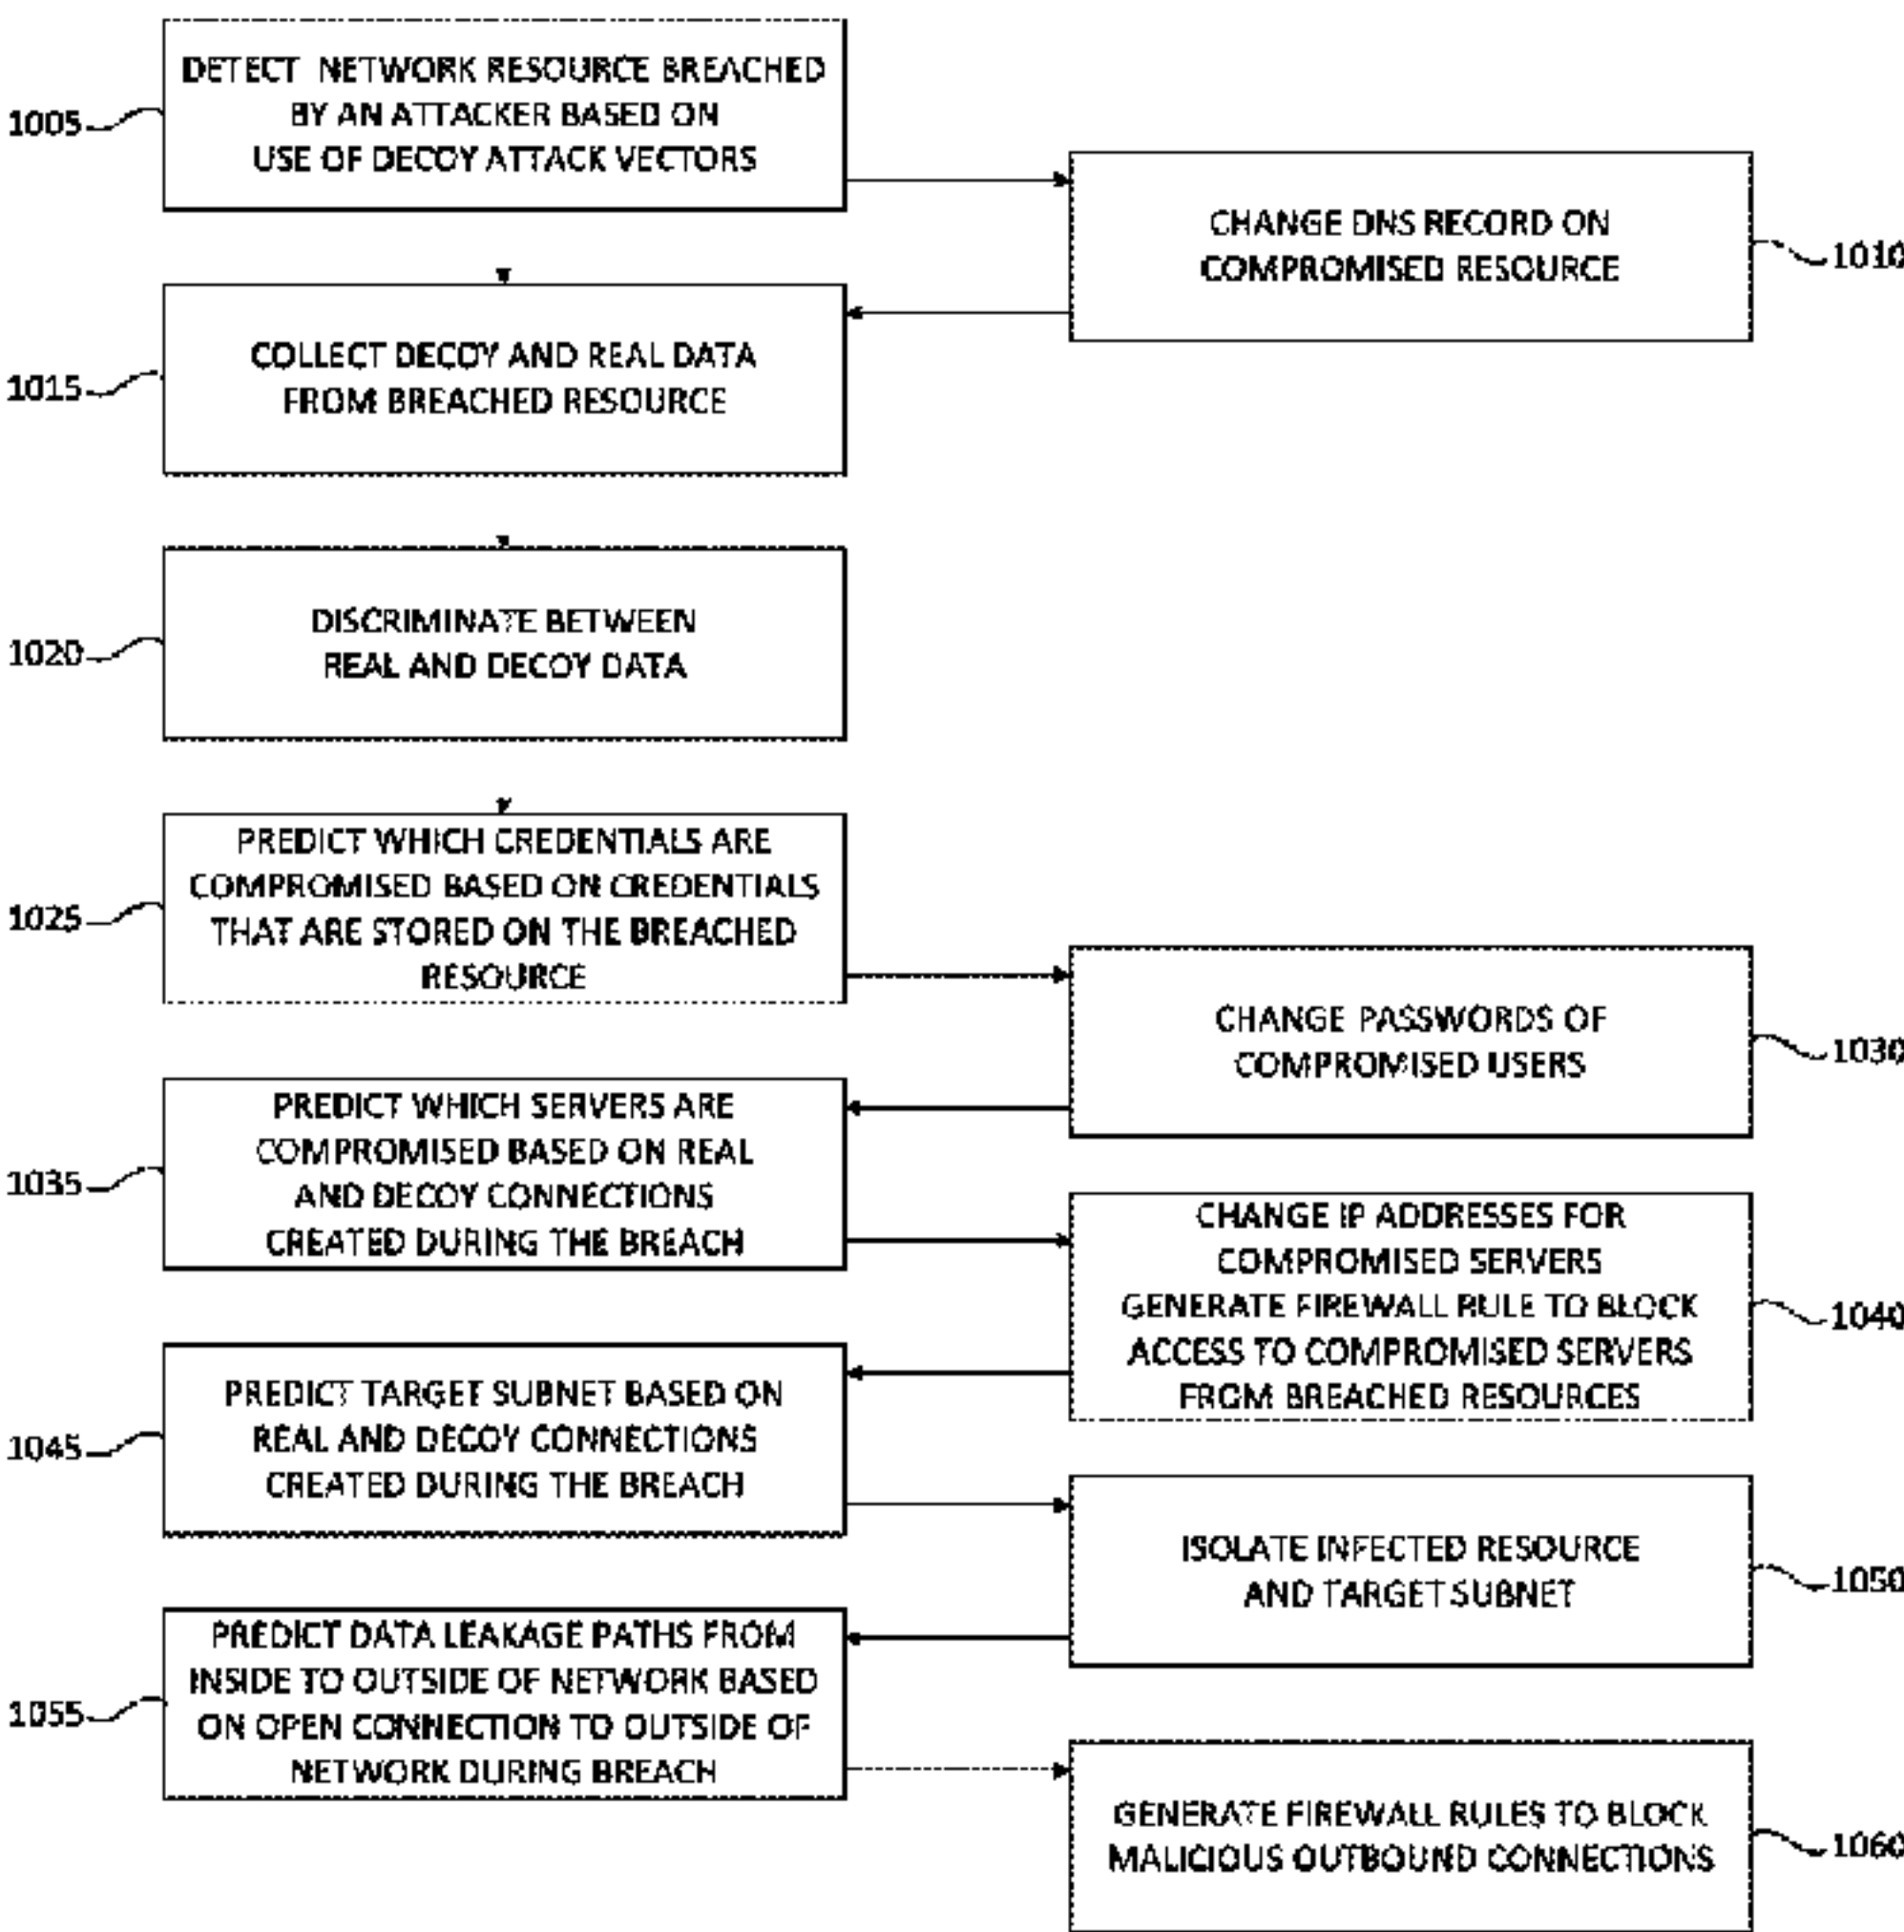 DETECT NETWORK RESOURCE BREACHED
BY AN ATTACKER BASED ON
USE OF DECOY ATTACK VECTORS
1005
CHANGE DNS RECORD ON
COMPROMISED RESOURCE
1010
COLLECT DECOY AND REAL DATA
FROM BREACHED RESOURCE
1015
DISCRIMINATE BETWEEN
REAL AND DECOY DATA
1020
PREDICT WHICH CREDENTIALS ARE
COMPROMISED BASED ON CREDENTIALS
THAT ARE STORED ON THE BREACHED
RESOURCE
1025
CHANGE PASSWORDS OF
COMPROMISED USERS
1030
PREDICT WHICH SERVERS ARE
COMPROMISED BASED ON REAL
AND DECOY CONNECTIONS
CREATED DURING THE BREACH
1035
CHANGE IP ADDRESSES FOR
COMPROMISED SERVERS
GENERATE FIREWALL RULE TO BLOCK
ACCESS TO COMPROMISED SERVERS
FROM BREACHED RESOURCES
1040
PREDICT TARGET SUBNET BASED ON
REAL AND DECOY CONNECTIONS
CREATED DURING THE BREACH
1045
ISOLATE INFECTED RESOURCE
AND TARGET SUBNET
1050
PREDICT DATA LEAKAGE PATHS FROM
INSIDE TO OUTSIDE OF NETWORK BASED
ON OPEN CONNECTION TO OUTSIDE OF
NETWORK DURING BREACH
1055
GENERATE FIREWALL RULES TO BLOCK
MALICIOUS OUTBOUND CONNECTIONS
1060